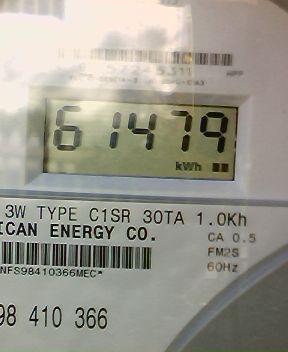 61479
kWh
3W TYPE C1SR 30TA 1.0Kh
ICAN ENERGY CO.
CA 0.5
FM2S
60Hz
NFS98410366MEC*
98 410 366